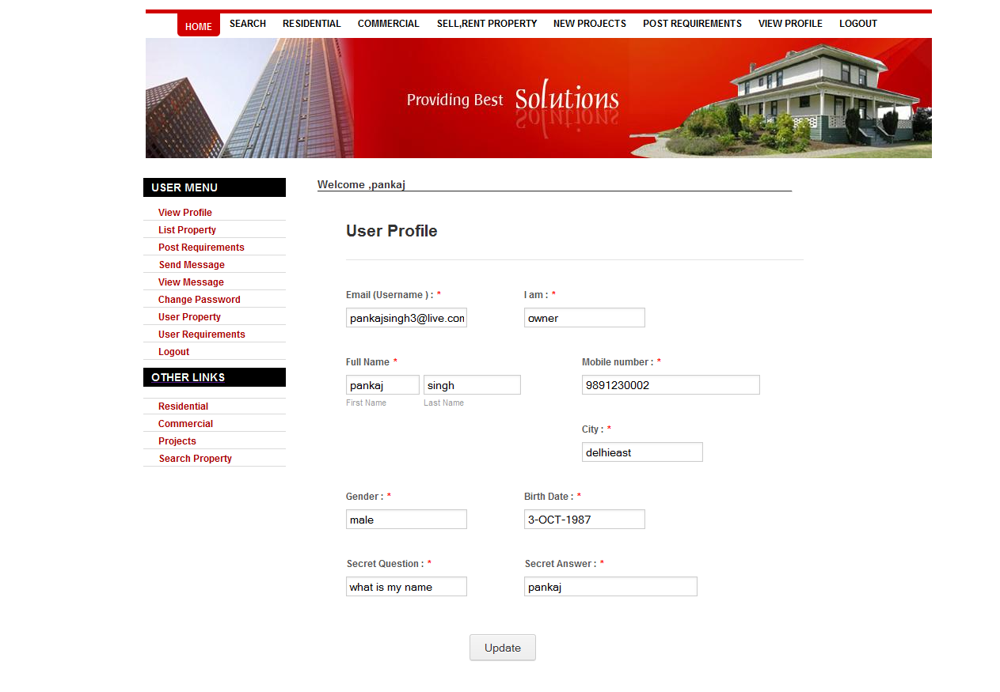 HOME SEARCH RESIDENTIAL COMMERCIAL SELL,RENT PROPERTY NEW PROJECTS POST REQUIREMENTS VIEW PROFILE LOGOUT
Providing Best Solutions
USER MENU
View Profile
List Property
Post Requirements
Send Message
View Message
Change Password
User Property
User Requirements
Logout
OTHER LINKS
Residential
Commercial
Projects
Search Property
Welcome ,pankaj
User Profile
Email (Username ) : * I am : *
pankajsingh3@live.com owner
Full Name * Mobile number : *
pankaj singh 9891230002
First Name Last Name
City : *
delhieast
Gender : * Birth Date : *
male 3-OCT-1987
Secret Question : * Secret Answer : *
what is my name pankaj
Update